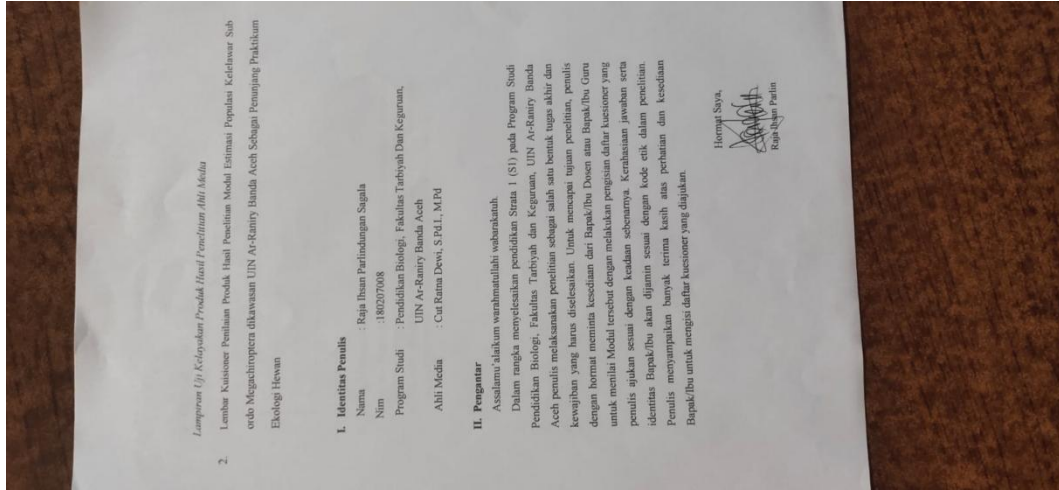 Lampiran Uji Kelayakan Produk Hasil Penelitian Ahli Media
2. Lembar Kuisioner Penilaian Produk Hasil Penelitian Modul Estimasi Populasi Kelelawar Sub
ordo Megachiroptera dikawasan UIN Ar-Raniry Banda Aceh Sebagai Penunjang Praktikum
Ekologi Hewan
I. Identitas Penulis
Nama : Raja Ihsan Parlindungan Sagala
Nim :180207008
Program Studi : Pendidikan Biologi, Fakultas Tarbiyah Dan Keguruan,
UIN Ar-Raniry Banda Aceh
Ahli Media : Cut Ratna Dewi, S.Pd.I., M.Pd
II. Pengantar
Assalamu'alaikum warahmatullahi wabarakatuh.
Dalam rangka menyelesaikan pendidikan Strata 1 (S1) pada Program Studi
Pendidikan Biologi, Fakultas Tarbiyah dan Keguruan, UIN Ar-Raniry Banda
Aceh penulis melaksanakan penelitian sebagai salah satu bentuk tugas akhir dan
kewajiban yang harus diselesaikan. Untuk mencapai tujuan penelitian, penulis
dengan hormat meminta kesediaan dari Bapak/Ibu Dosen atau Bapak/Ibu Guru
untuk menilai Modul tersebut dengan melakukan pengisian daftar kuesioner yang
penulis ajukan sesuai dengan keadaan sebenarnya. Kerahasiaan jawaban serta
identitas Bapak/Ibu akan dijamin sesuai dengan kode etik dalam penelitian.
Penulis menyampaikan banyak terima kasih atas perhatian dan kesediaan
Bapak/Ibu untuk mengisi daftar kuesioner yang diajukan.
Hormat Saya,
Raja Ihsan Parlin